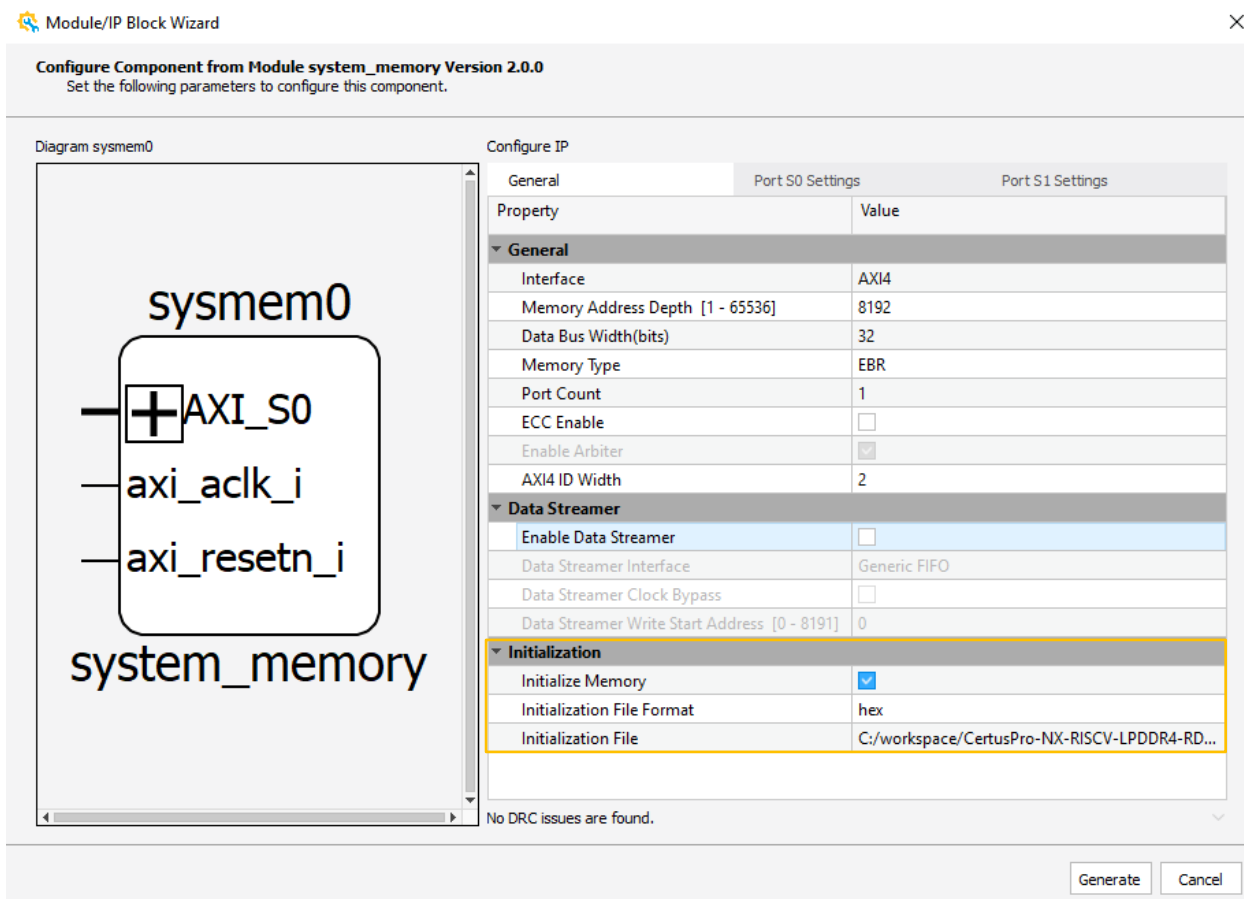 Module/IP Block Wizard
Configure Component from Module system_memory Version 2.0.0
Set the following parameters to configure this component.
Diagram sysmem0
sysmem0
AXI_S0
axi_aclk_i
axi_resetn_i
system_memory
Configure IP
General Port S0 Settings Port S1 Settings
Property Value
General
Interface AXI4
Memory Address Depth [1 - 65536] 8192
Data Bus Width(bits) 32
Memory Type EBR
Port Count 1
ECC Enable
Enable Arbiter
AXI4 ID Width 2
Data Streamer
Enable Data Streamer
Data Streamer Interface Generic FIFO
Data Streamer Clock Bypass
Data Streamer Write Start Address [0 - 8191] 0
Initialization
Initialize Memory
Initialization File Format hex
Initialization File C:/workspace/CertusPro-NX-RISCV-LPDDR4-RD...
No DRC issues are found.
Generate Cancel